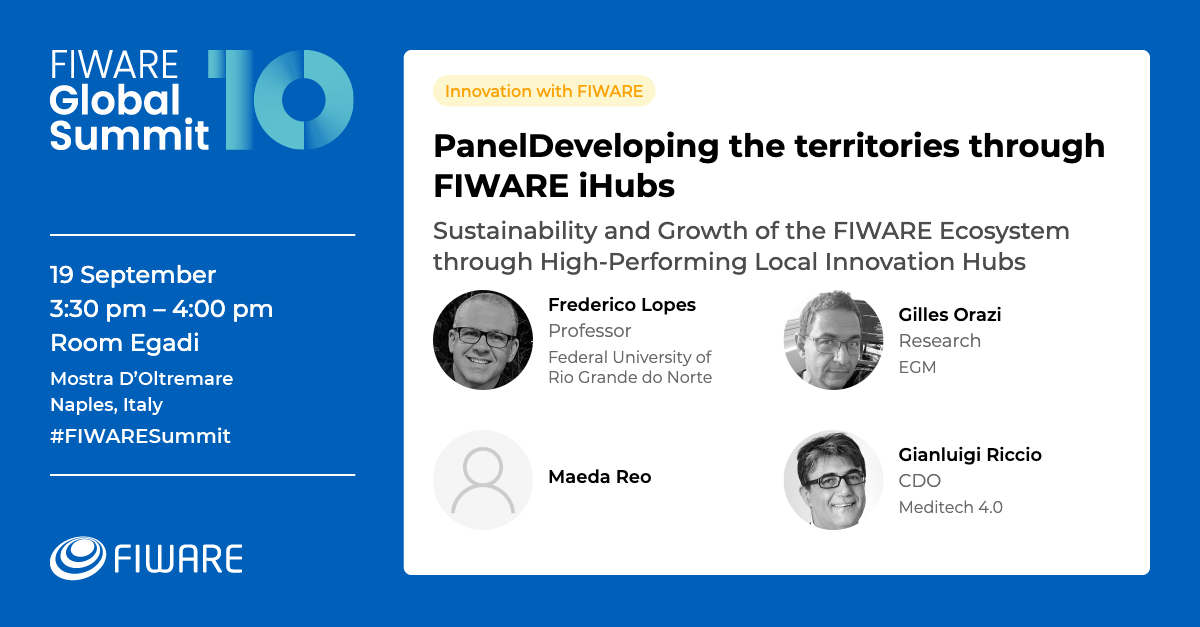 FIWARE
Global
Summit
10
19 September
3:30 pm – 4:00 pm
Room Egadi
Mostra D’Oltremare
Naples, Italy
#FIWARESummit
FIWARE
Innovation with FIWARE
PanelDeveloping the territories through
FIWARE iHubs
Sustainability and Growth of the FIWARE Ecosystem
through High-Performing Local Innovation Hubs
Frederico Lopes
Professor
Federal University of
Rio Grande do Norte
Gilles Orazi
Research
EGM
Maeda Reo
Gianluigi Riccio
CDO
Meditech 4.0